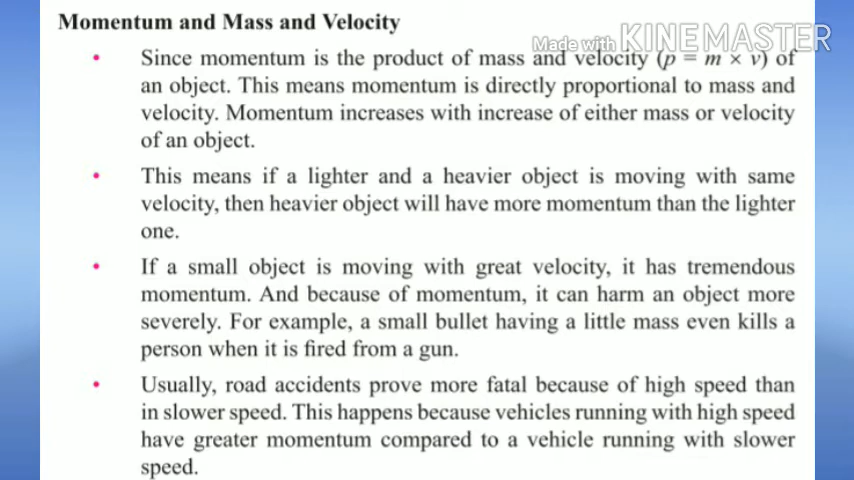 Momentum and Mass and Velocity
Made with KINEMASTER
• Since momentum is the product of mass and velocity (p = m × v) of
an object. This means momentum is directly proportional to mass and
velocity. Momentum increases with increase of either mass or velocity
of an object.
• This means if a lighter and a heavier object is moving with same
velocity, then heavier object will have more momentum than the lighter
one.
• If a small object is moving with great velocity, it has tremendous
momentum. And because of momentum, it can harm an object more
severely. For example, a small bullet having a little mass even kills a
person when it is fired from a gun.
• Usually, road accidents prove more fatal because of high speed than
in slower speed. This happens because vehicles running with high speed
have greater momentum compared to a vehicle running with slower
speed.